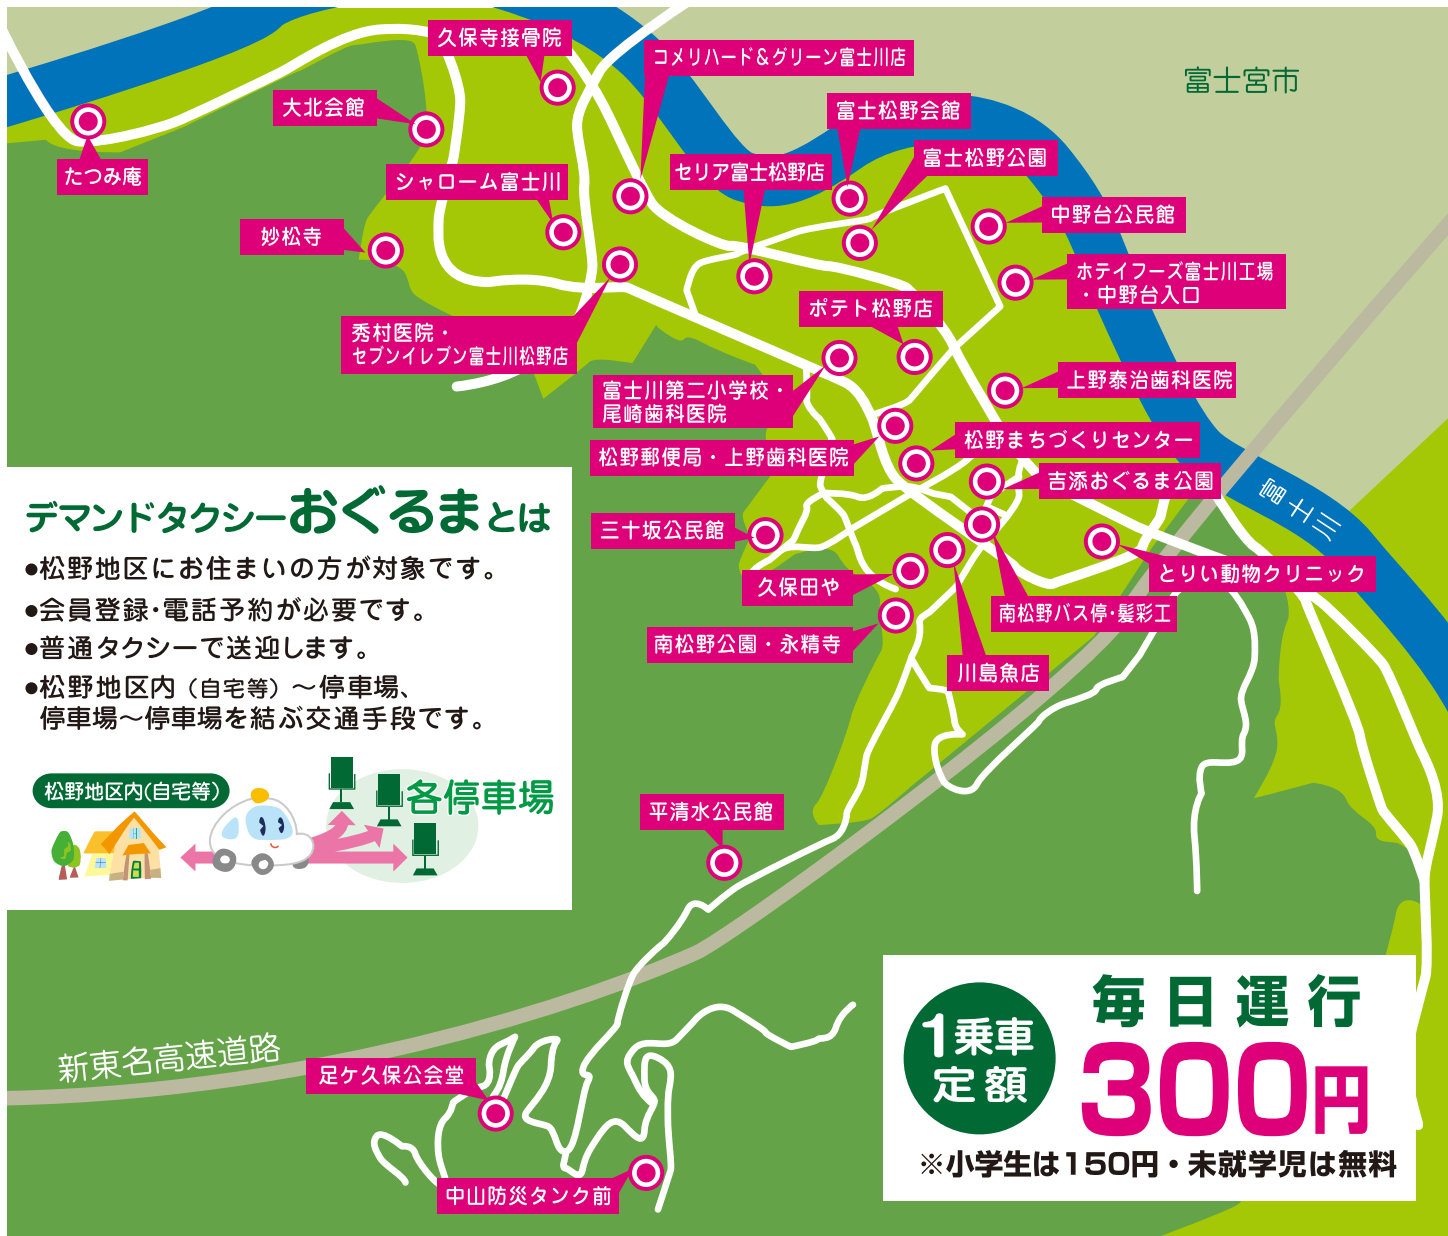 久保寺接骨院
コメリハード＆グリーン富士川店
富士宮市
大北会館
富士松野会館
たつみ庵
シャローム富士川
セリア富士松野店
富士松野公園
中野台公民館
妙松寺
ホテイフーズ富士川工場
・中野台入口
ポテト松野店
秀村医院・
セブンイレブン富士川松野店
富士川第二小学校・
尾崎歯科医院
上野泰治歯科医院
松野郵便局・上野歯科医院
松野まちづくりセンター
吉添おぐるま公園
富士川
三十坂公民館
とりい動物クリニック
久保田や
南松野バス停・髪彩工
南松野公園・永精寺
川島魚店
デマンドタクシーおぐるまとは
●松野地区にお住まいの方が対象です。
●会員登録・電話予約が必要です。
●普通タクシーで送迎します。
●松野地区内（自宅等）～停車場、
停車場～停車場を結ぶ交通手段です。
松野地区内(自宅等)
各停車場
平清水公民館
新東名高速道路
足ケ久保公会堂
中山防災タンク前
1乗車
定額
毎日運行
300円
※小学生は150円・未就学児は無料